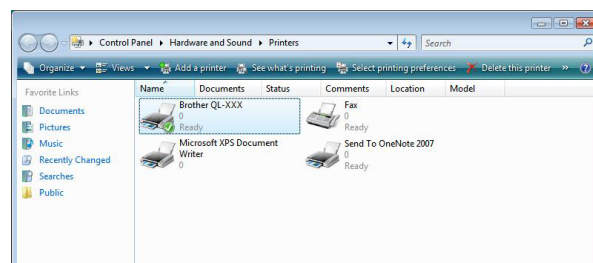 Control Panel Hardware and Sound Printers Search
Organize Views Add a printer See what's printing Select printing preferences Delete this printer »
Favorite Links
Documents
Pictures
Music
Recently Changed
Searches
Public
Name Documents Status Comments Location Model
Brother QL-XXX
0
Ready
Fax
0
Ready
Microsoft XPS Document
Writer
0
Send To OneNote 2007
0
Ready